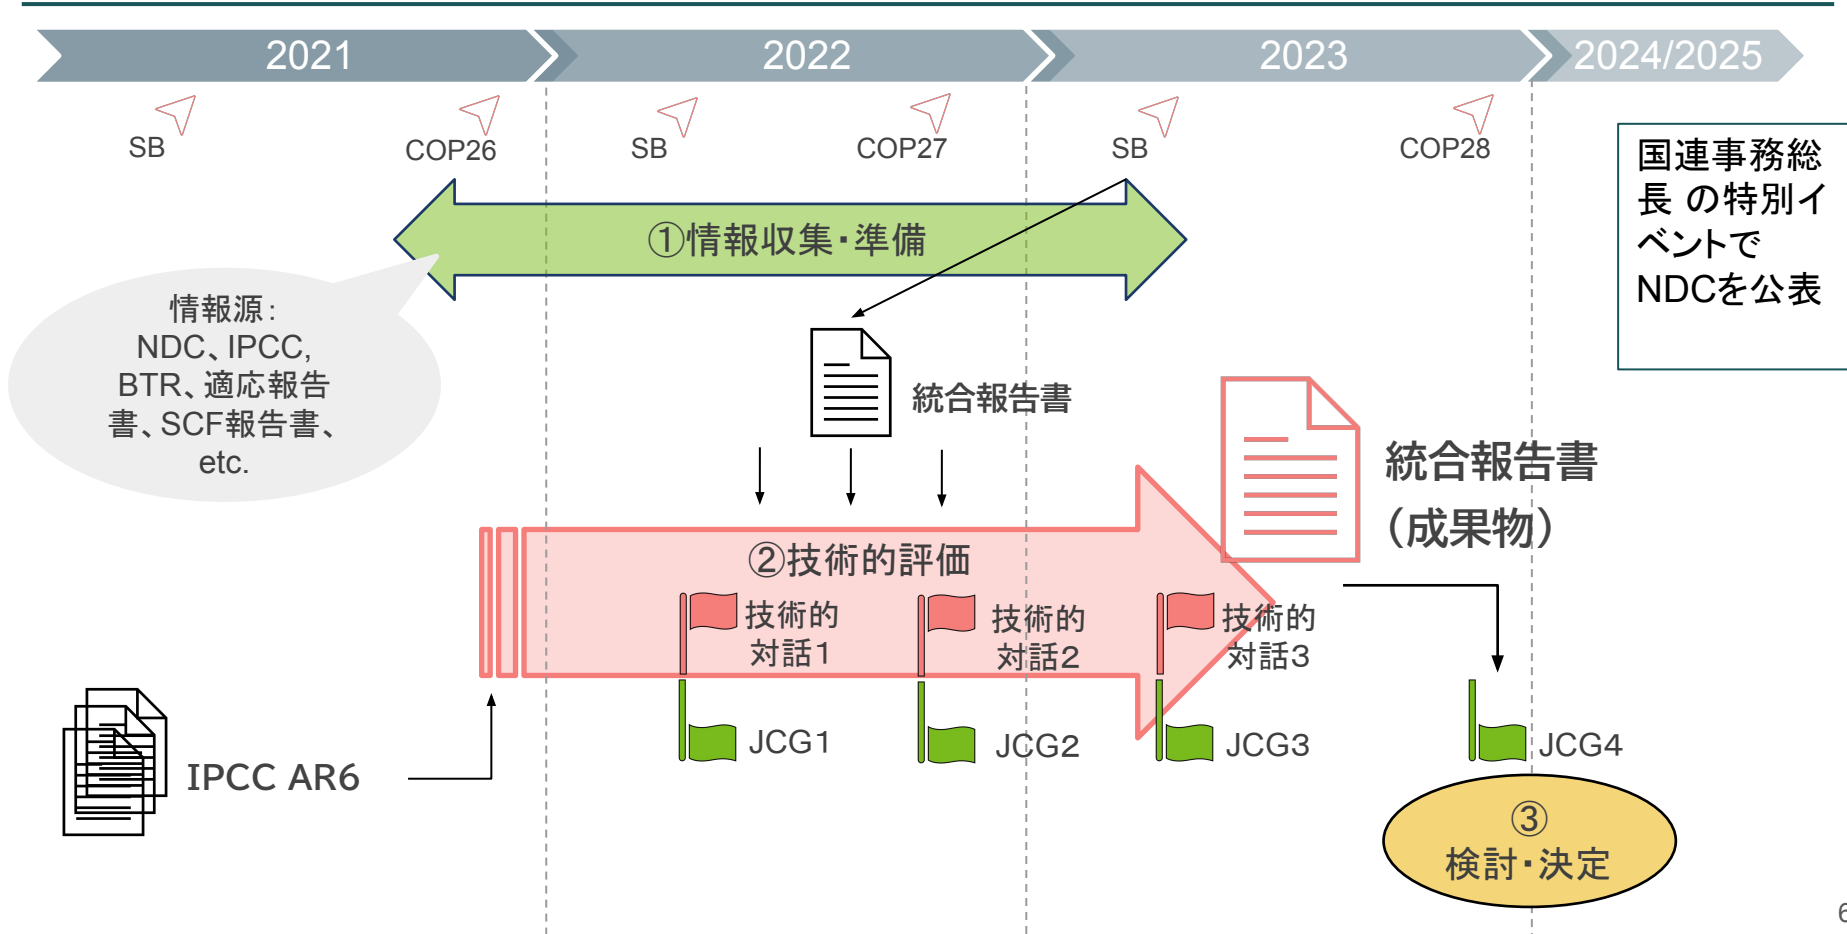 2021
2022
2023
2024/2025
SB
COP26
SB
COP27
SB
COP28
国連事務総
長 の特別イ
ベントで
NDCを公表
①情報収集・準備
情報源：
NDC、IPCC,
BTR、適応報告
書、SCF報告書、
etc.
統合報告書
統合報告書
（成果物）
②技術的評価
技術的
対話１
技術的
対話２
技術的
対話３
IPCC AR6
JCG１
JCG２
JCG３
JCG４
③
検討・決定
6